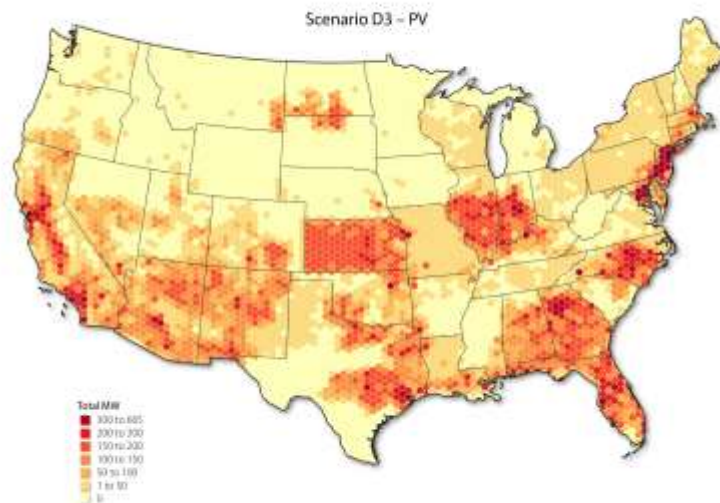 Scenario D3 – PV
Total MW
300 to 605
200 to 300
150 to 200
100 to 150
50 to 100
1 to 50
0